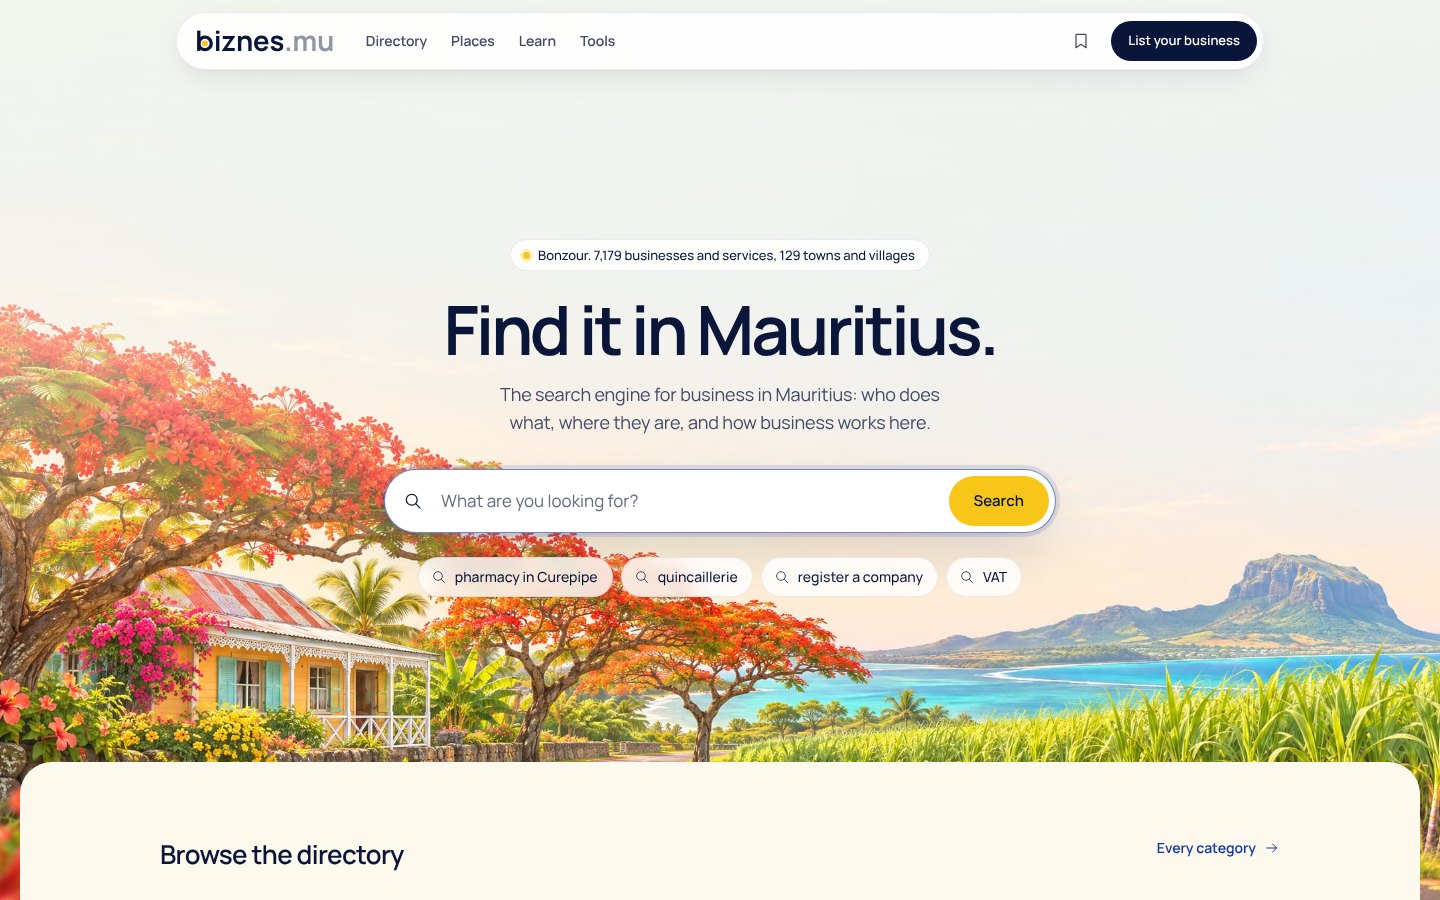 biznes.mu
Directory
Places
Learn
Tools
List your business
Bonzour. 7,179 businesses and services, 129 towns and villages
Find it in Mauritius.
The search engine for business in Mauritius: who does
what, where they are, and how business works here.
What are you looking for?
Search
pharmacy in Curepipe
quincaillerie
register a company
VAT
Browse the directory
Every category